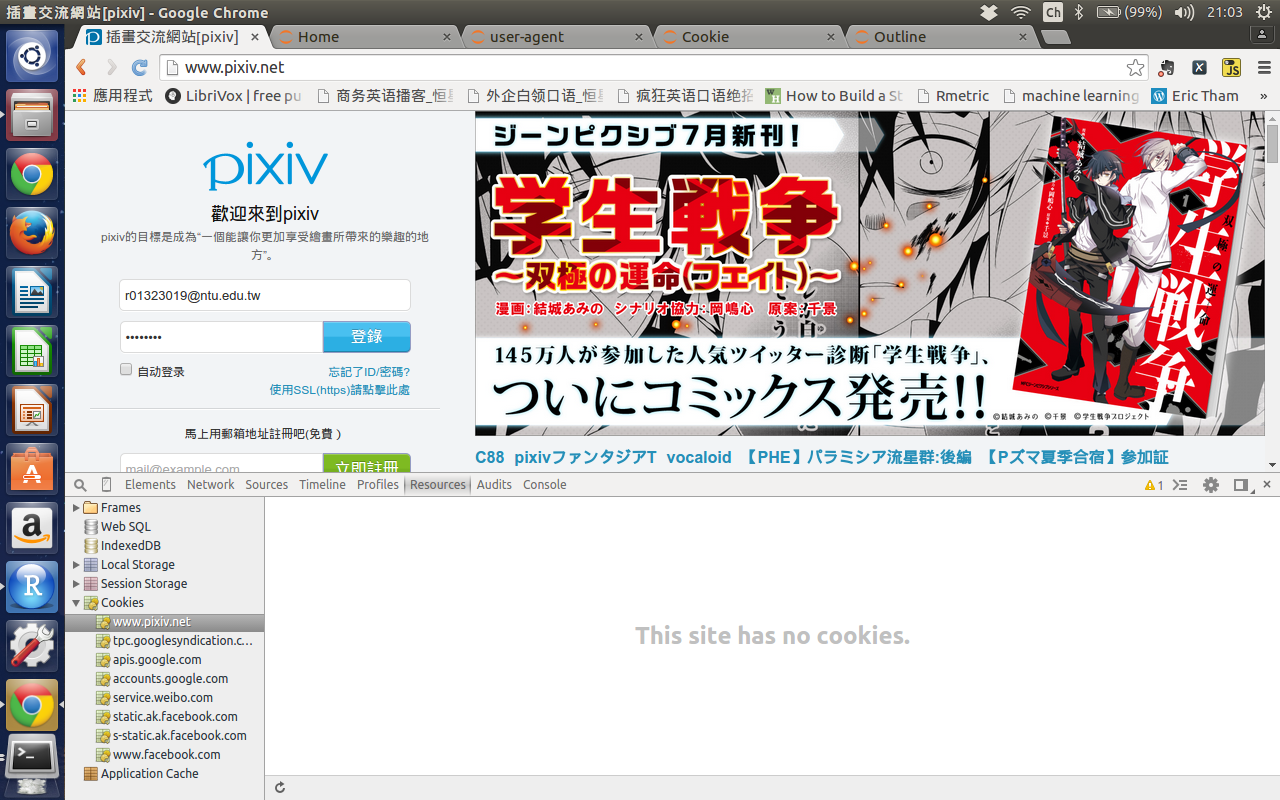 插畫交流網站[pixiv] - Google Chrome
Ch
(99%)
21:03
插畫交流網站[pixiv]
Home
user-agent
Cookie
Outline
www.pixiv.net
JS
應用程式
LibriVox | free pu
商务英语播客_恒
外企白领口语_恒星
疯狂英语口语绝招
How to Build a St
Rmetric
machine learning
Eric Tham
»
pixiv
歡迎來到pixiv
pixiv的目標是成為“一個能讓你更加享受繪畫所帶來的樂趣的地
方”。
r01323019@ntu.edu.tw
••••••••
登錄
自动登录
忘記了ID/密碼?
使用SSL(https)請點擊此處
馬上用郵箱地址註冊吧(免費 )
mail@example.com
立即註冊
ジーンピクシブ7月新刊!
学生戦争
〜双極の運命(フェイト)〜
漫画:結城あみの シナリオ協力:岡嶋心 原案:千景
145万人が参加した人気ツイッター診断「学生戦争」、
ついにコミックス発売!!
©結城あみの ©千景 ©学生戦争プロジェクト
学生戦争
双極の運命
1
C88 pixivファンタジアT vocaloid 【PHE】パラミシア流星群:後編 【Pズマ夏季合宿】参加証
Elements
Network
Sources
Timeline
Profiles
Resources
Audits
Console
1
Frames
Web SQL
IndexedDB
Local Storage
Session Storage
Cookies
www.pixiv.net
tpc.googlesyndication.c...
apis.google.com
accounts.google.com
service.weibo.com
static.ak.facebook.com
s-static.ak.facebook.com
www.facebook.com
Application Cache
This site has no cookies.